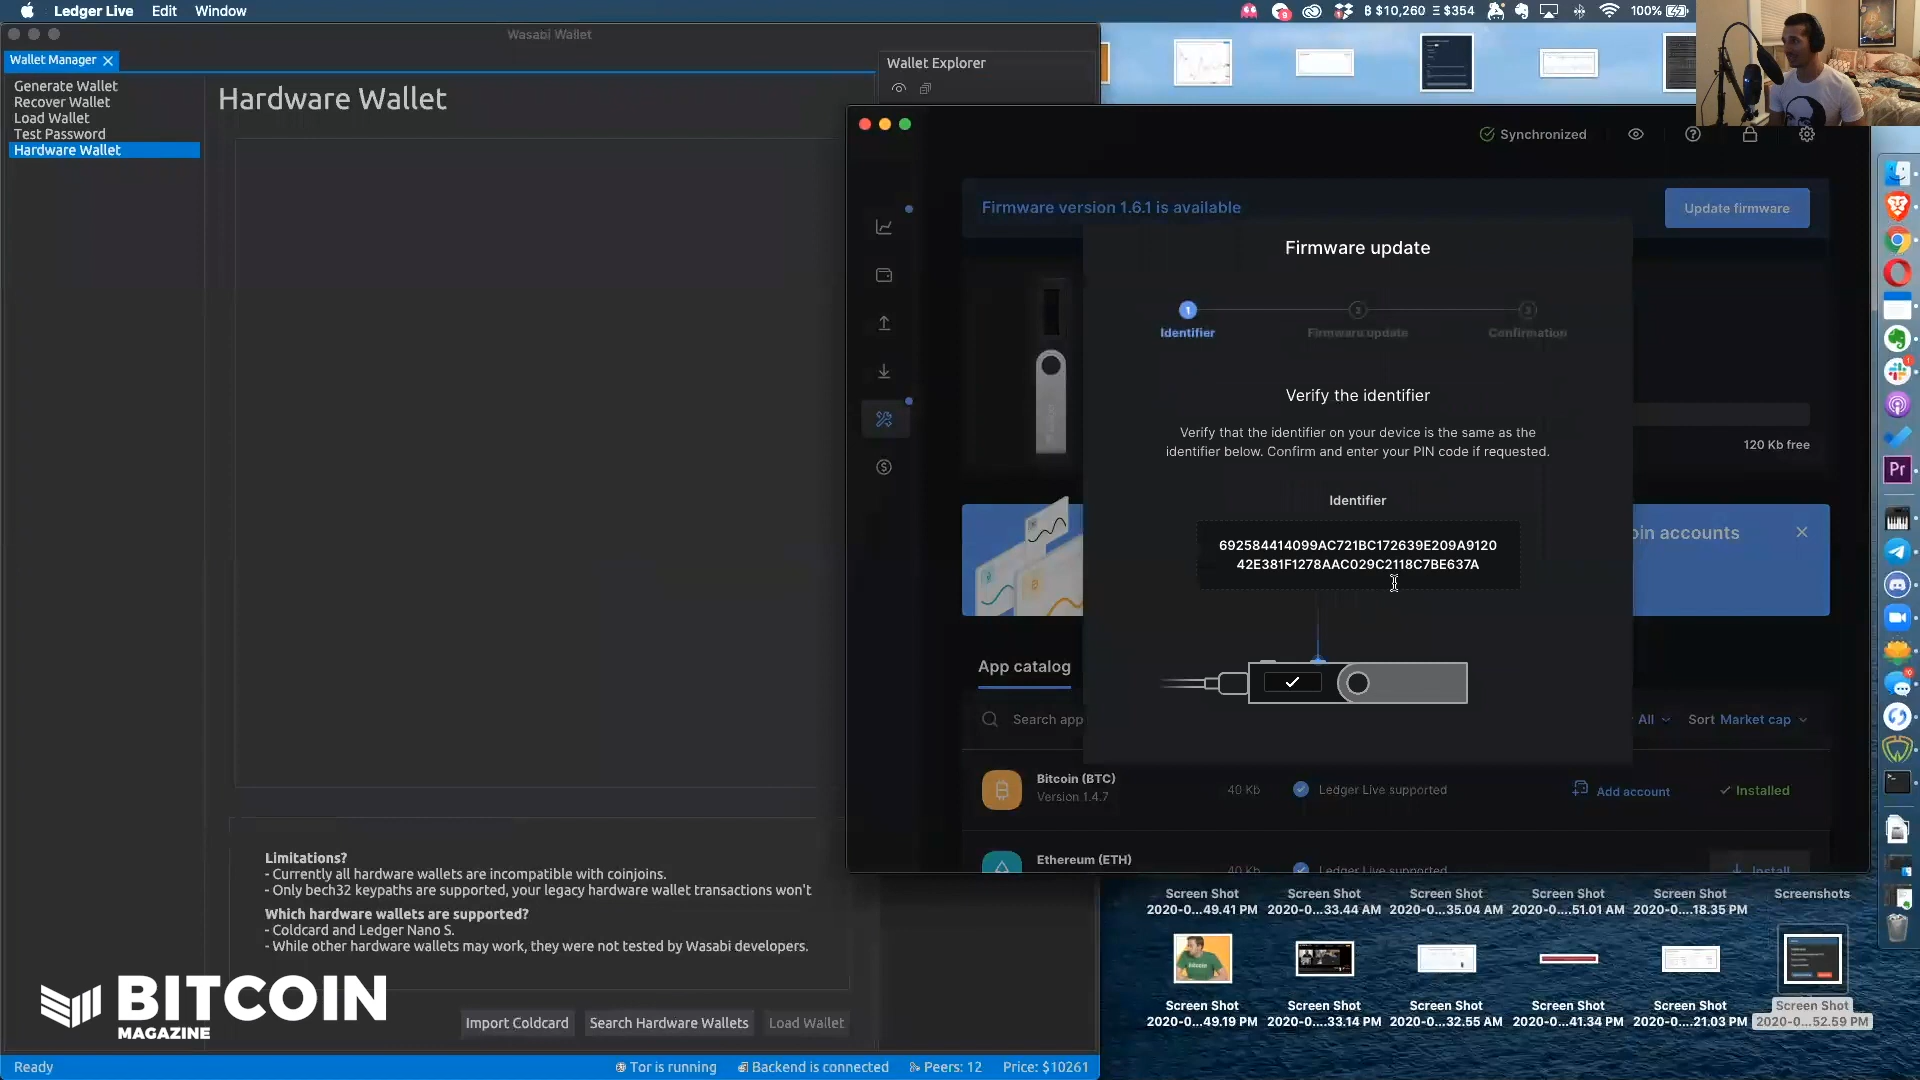 Ledger Live Edit Window
9
B $10,260 Ξ $354
100%
Wasabi Wallet
Wallet Manager
Generate Wallet
Recover Wallet
Load Wallet
Test Password
Hardware Wallet
Hardware Wallet
Wallet Explorer
Limitations?
- Currently all hardware wallets are incompatible with coinjoins.
- Only bech32 keypaths are supported, your legacy hardware wallet transactions won't
Which hardware wallets are supported?
- Coldcard and Ledger Nano S.
- While other hardware wallets may work, they were not tested by Wasabi developers.
Import Coldcard
Search Hardware Wallets
Load Wallet
BITCOIN
MAGAZINE
Ready
Tor is running
Backend is connected
Peers: 12
Price: $10261
Synchronized
Firmware version 1.6.1 is available
Update firmware
Firmware update
1
2
3
Identifier
Firmware update
Confirmation
Verify the identifier
Verify that the identifier on your device is the same as the
identifier below. Confirm and enter your PIN code if requested.
Identifier
692584414099AC721BC172639E209A9120
42E381F1278AAC029C2118C7BE637A
120 Kb free
oin accounts
App catalog
Search app
All
Sort Market cap
Bitcoin (BTC)
Version 1.4.7
40 Kb
Ledger Live supported
Add account
Installed
Ethereum (ETH)
40 Kb
Ledger Live supported
Install
Screen Shot
2020-0...49.41 PM
Screen Shot
2020-0...33.44 AM
Screen Shot
2020-0...35.04 AM
Screen Shot
2020-0....51.01 AM
Screen Shot
2020-0....18.35 PM
Screenshots
Screen Shot
2020-0...49.19 PM
Screen Shot
2020-0....33.14 PM
Screen Shot
2020-0...32.55 AM
Screen Shot
2020-0...41.34 PM
Screen Shot
2020-0...21.03 PM
Screen Shot
2020-0...52.59 PM
Pr